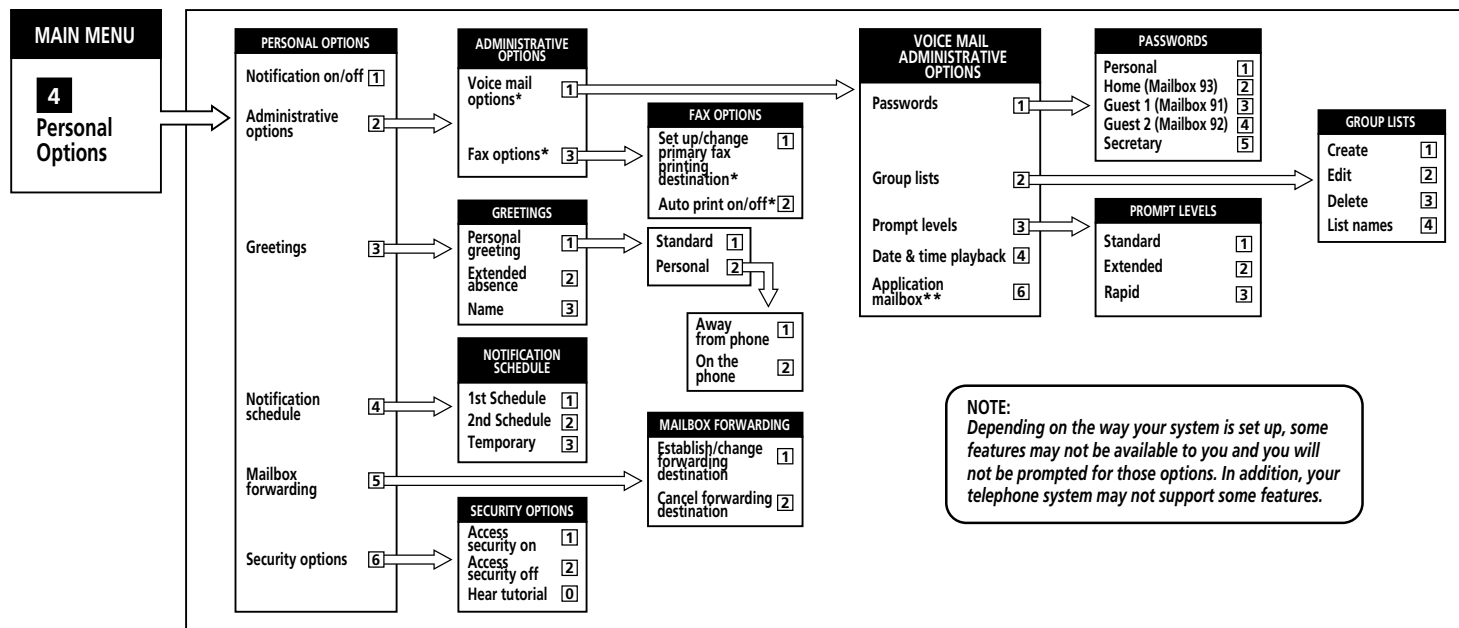 MAIN MENU
4
Personal
Options
PERSONAL OPTIONS
Notification on/off 1
Administrative
options 2
Greetings 3
Notification
schedule 4
Mailbox
forwarding 5
Security options 6
ADMINISTRATIVE
OPTIONS
Voice mail
options* 1
Fax options* 3
FAX OPTIONS
Set up/change 1
primary fax
printing
destination*
Auto print on/off* 2
GREETINGS
Personal
greeting 1
Extended
absence 2
Name 3
Standard 1
Personal 2
Away
from phone 1
On the
phone 2
NOTIFICATION
SCHEDULE
1st Schedule 1
2nd Schedule 2
Temporary 3
MAILBOX FORWARDING
Establish/change
forwarding 1
destination
Cancel forwarding
destination 2
SECURITY OPTIONS
Access
security on 1
Access
security off 2
Hear tutorial 0
VOICE MAIL
ADMINISTRATIVE
OPTIONS
Passwords 1
Group lists 2
Prompt levels 3
Date & time playback 4
Application
mailbox** 6
PASSWORDS
Personal 1
Home (Mailbox 93) 2
Guest 1 (Mailbox 91) 3
Guest 2 (Mailbox 92) 4
Secretary 5
GROUP LISTS
Create 1
Edit 2
Delete 3
List names 4
PROMPT LEVELS
Standard 1
Extended 2
Rapid 3
NOTE:
Depending on the way your system is set up, some
features may not be available to you and you will
not be prompted for those options. In addition, your
telephone system may not support some features.